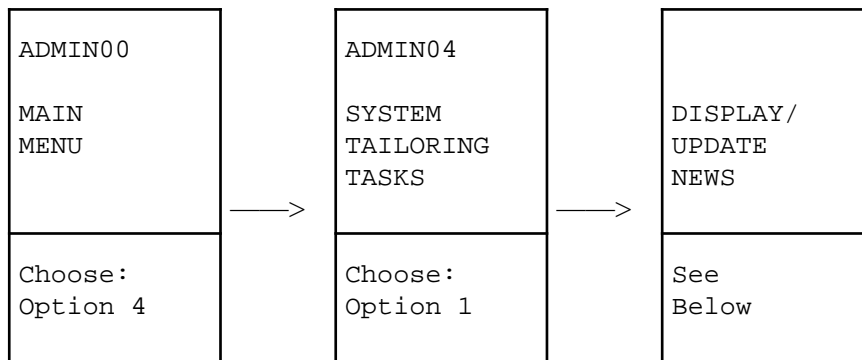 ADMIN00
MAIN
MENU
Choose:
Option 4
ADMIN04
SYSTEM
TAILORING
TASKS
Choose:
Option 1
DISPLAY/
UPDATE
NEWS
See
Below